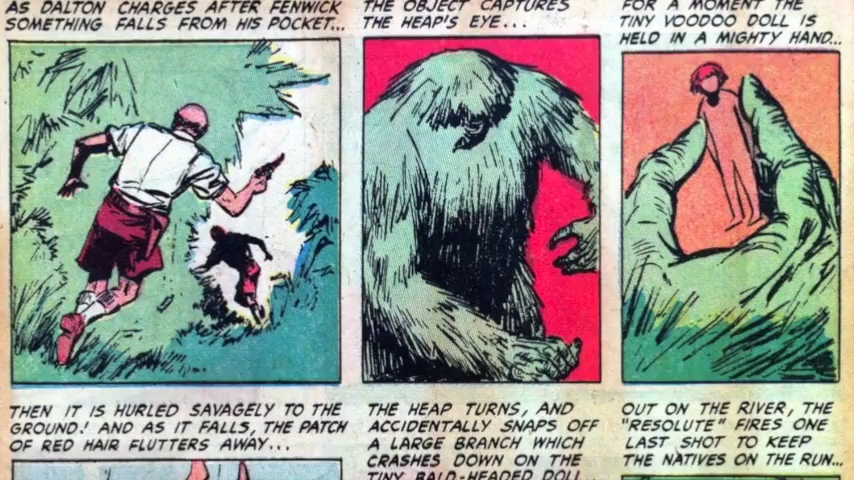 AS DALTON CHARGES AFTER FENWICK
SOMETHING FALLS FROM HIS POCKET...
THE OBJECT CAPTURES
THE HEAP'S EYE...
FOR A MOMENT THE
TINY VOODOO DOLL IS
HELD IN A MIGHTY HAND...
THEN IT IS HURLED SAVAGELY TO THE
GROUND! AND AS IT FALLS, THE PATCH
OF RED HAIR FLUTTERS AWAY...
THE HEAP TURNS, AND
ACCIDENTALLY SNAPS OFF
A LARGE BRANCH WHICH
CRASHES DOWN ON THE
TINY BALD-HEADED DOLL...
OUT ON THE RIVER, THE
"RESOLUTE" FIRES ONE
LAST SHOT TO KEEP
THE NATIVES ON THE RUN...